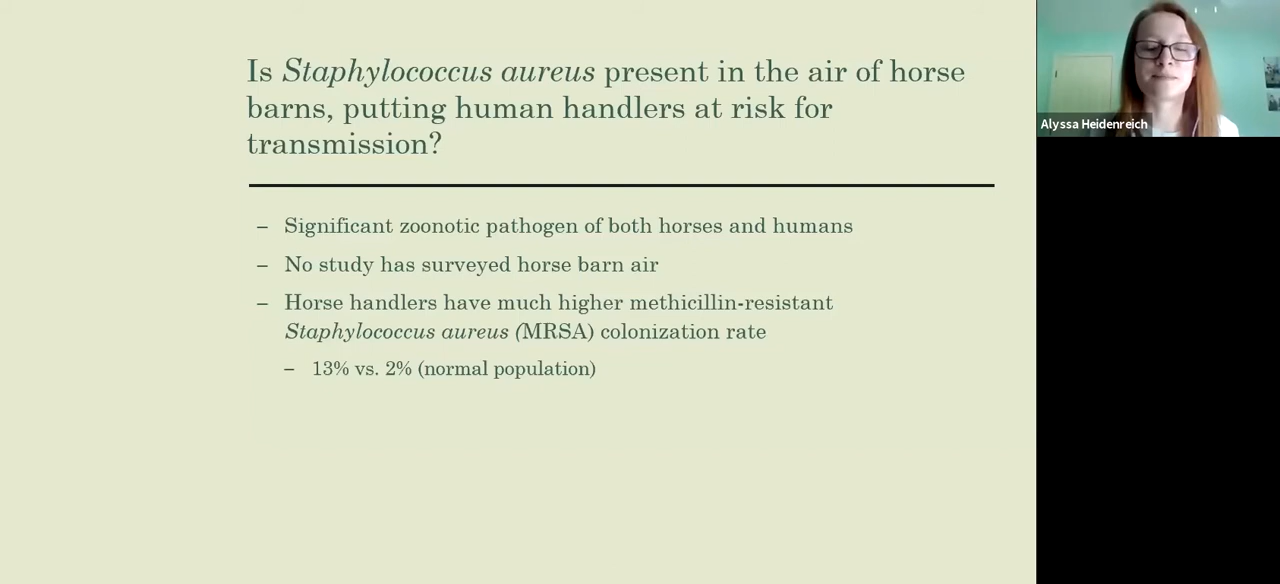 Is Staphylococcus aureus present in the air of horse
barns, putting human handlers at risk for
transmission?
– Significant zoonotic pathogen of both horses and humans
– No study has surveyed horse barn air
– Horse handlers have much higher methicillin-resistant
Staphylococcus aureus (MRSA) colonization rate
– 13% vs. 2% (normal population)
Alyssa Heidenreich